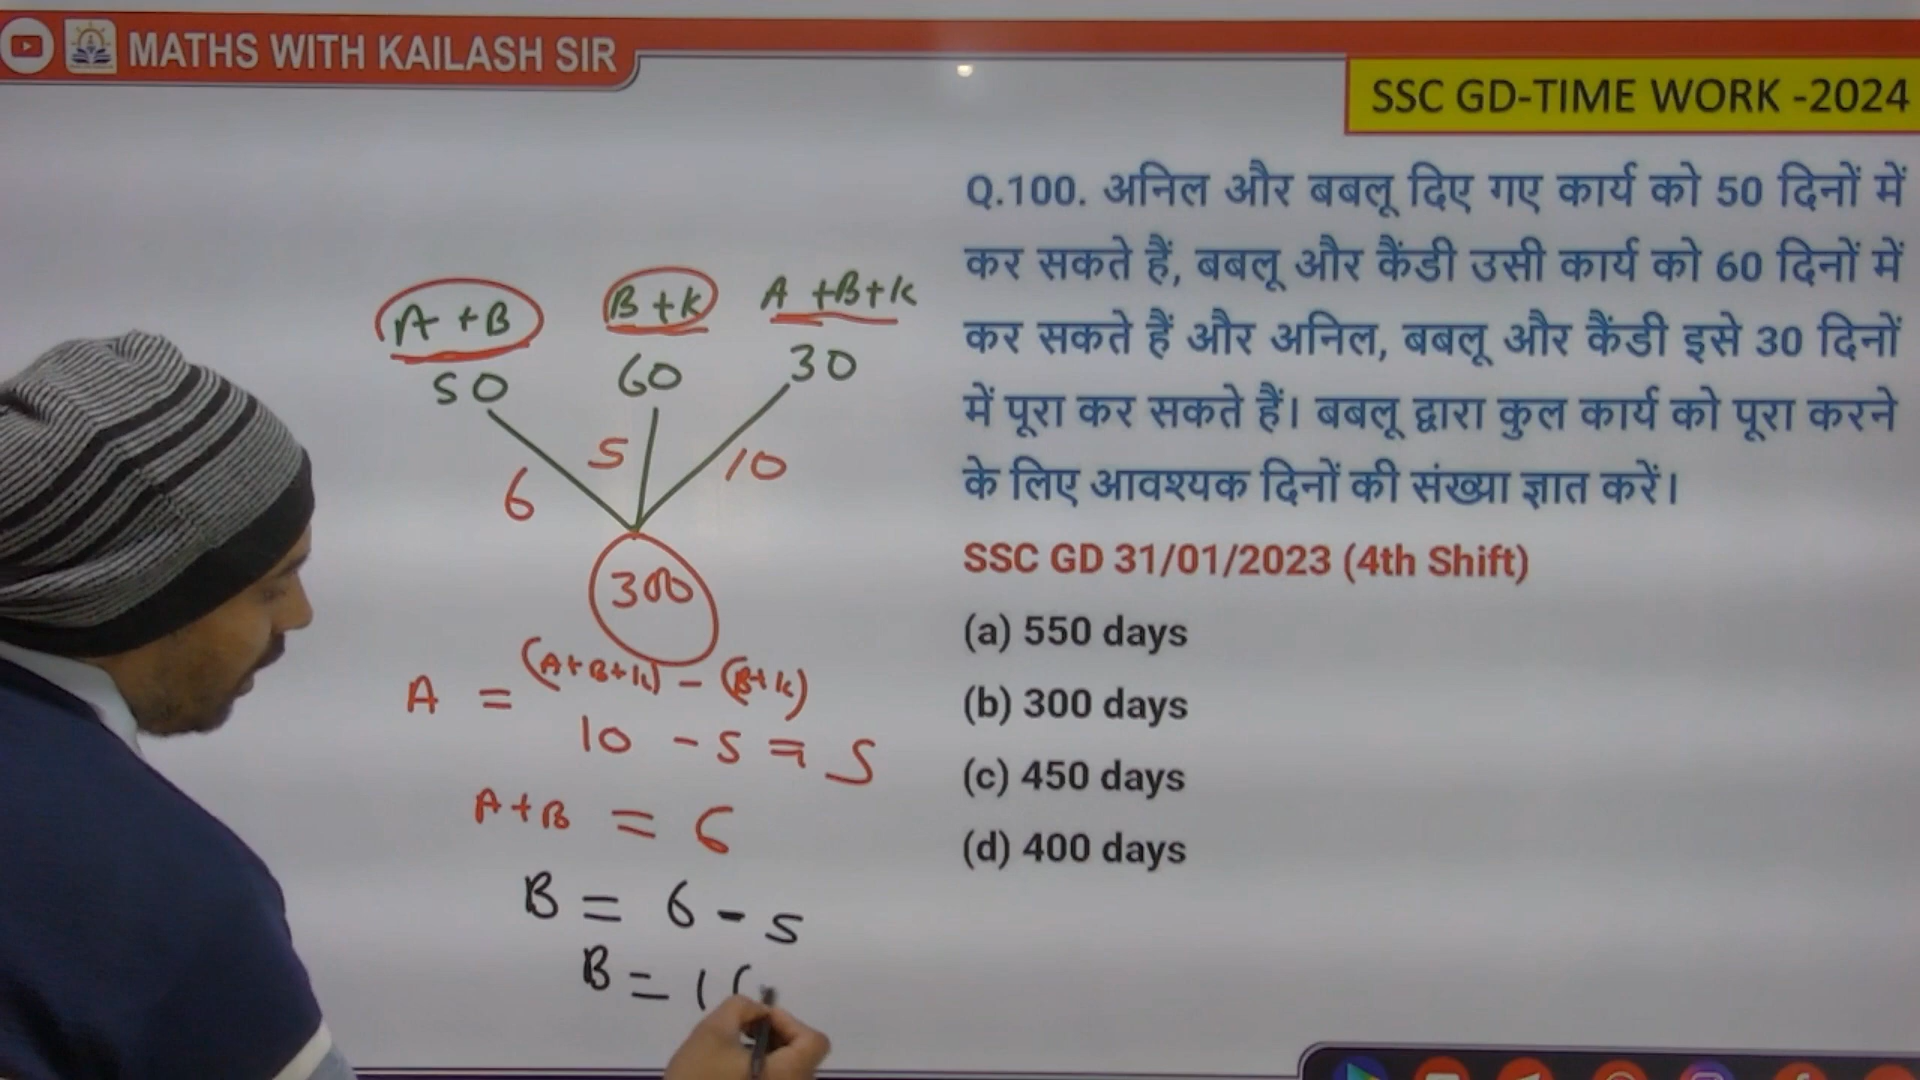 MATHS WITH KAILASH SIR
SSC GD-TIME WORK -2024
Q.100. अनिल और बबलू दिए गए कार्य को 50 दिनों में
कर सकते हैं, बबलू और कैंडी उसी कार्य को 60 दिनों में
कर सकते हैं और अनिल, बबलू और कैंडी इसे 30 दिनों
में पूरा कर सकते हैं। बबलू द्वारा कुल कार्य को पूरा करने
के लिए आवश्यक दिनों की संख्या ज्ञात करें।
SSC GD 31/01/2023 (4th Shift)
(a) 550 days
(b) 300 days
(c) 450 days
(d) 400 days
A+B B+K A+B+K
50 60 30
6 5 10
300
A = (A+B+K) - (B+K)
10 - 5 = 5
A+B = 6
B = 6 - 5
B = 1 (